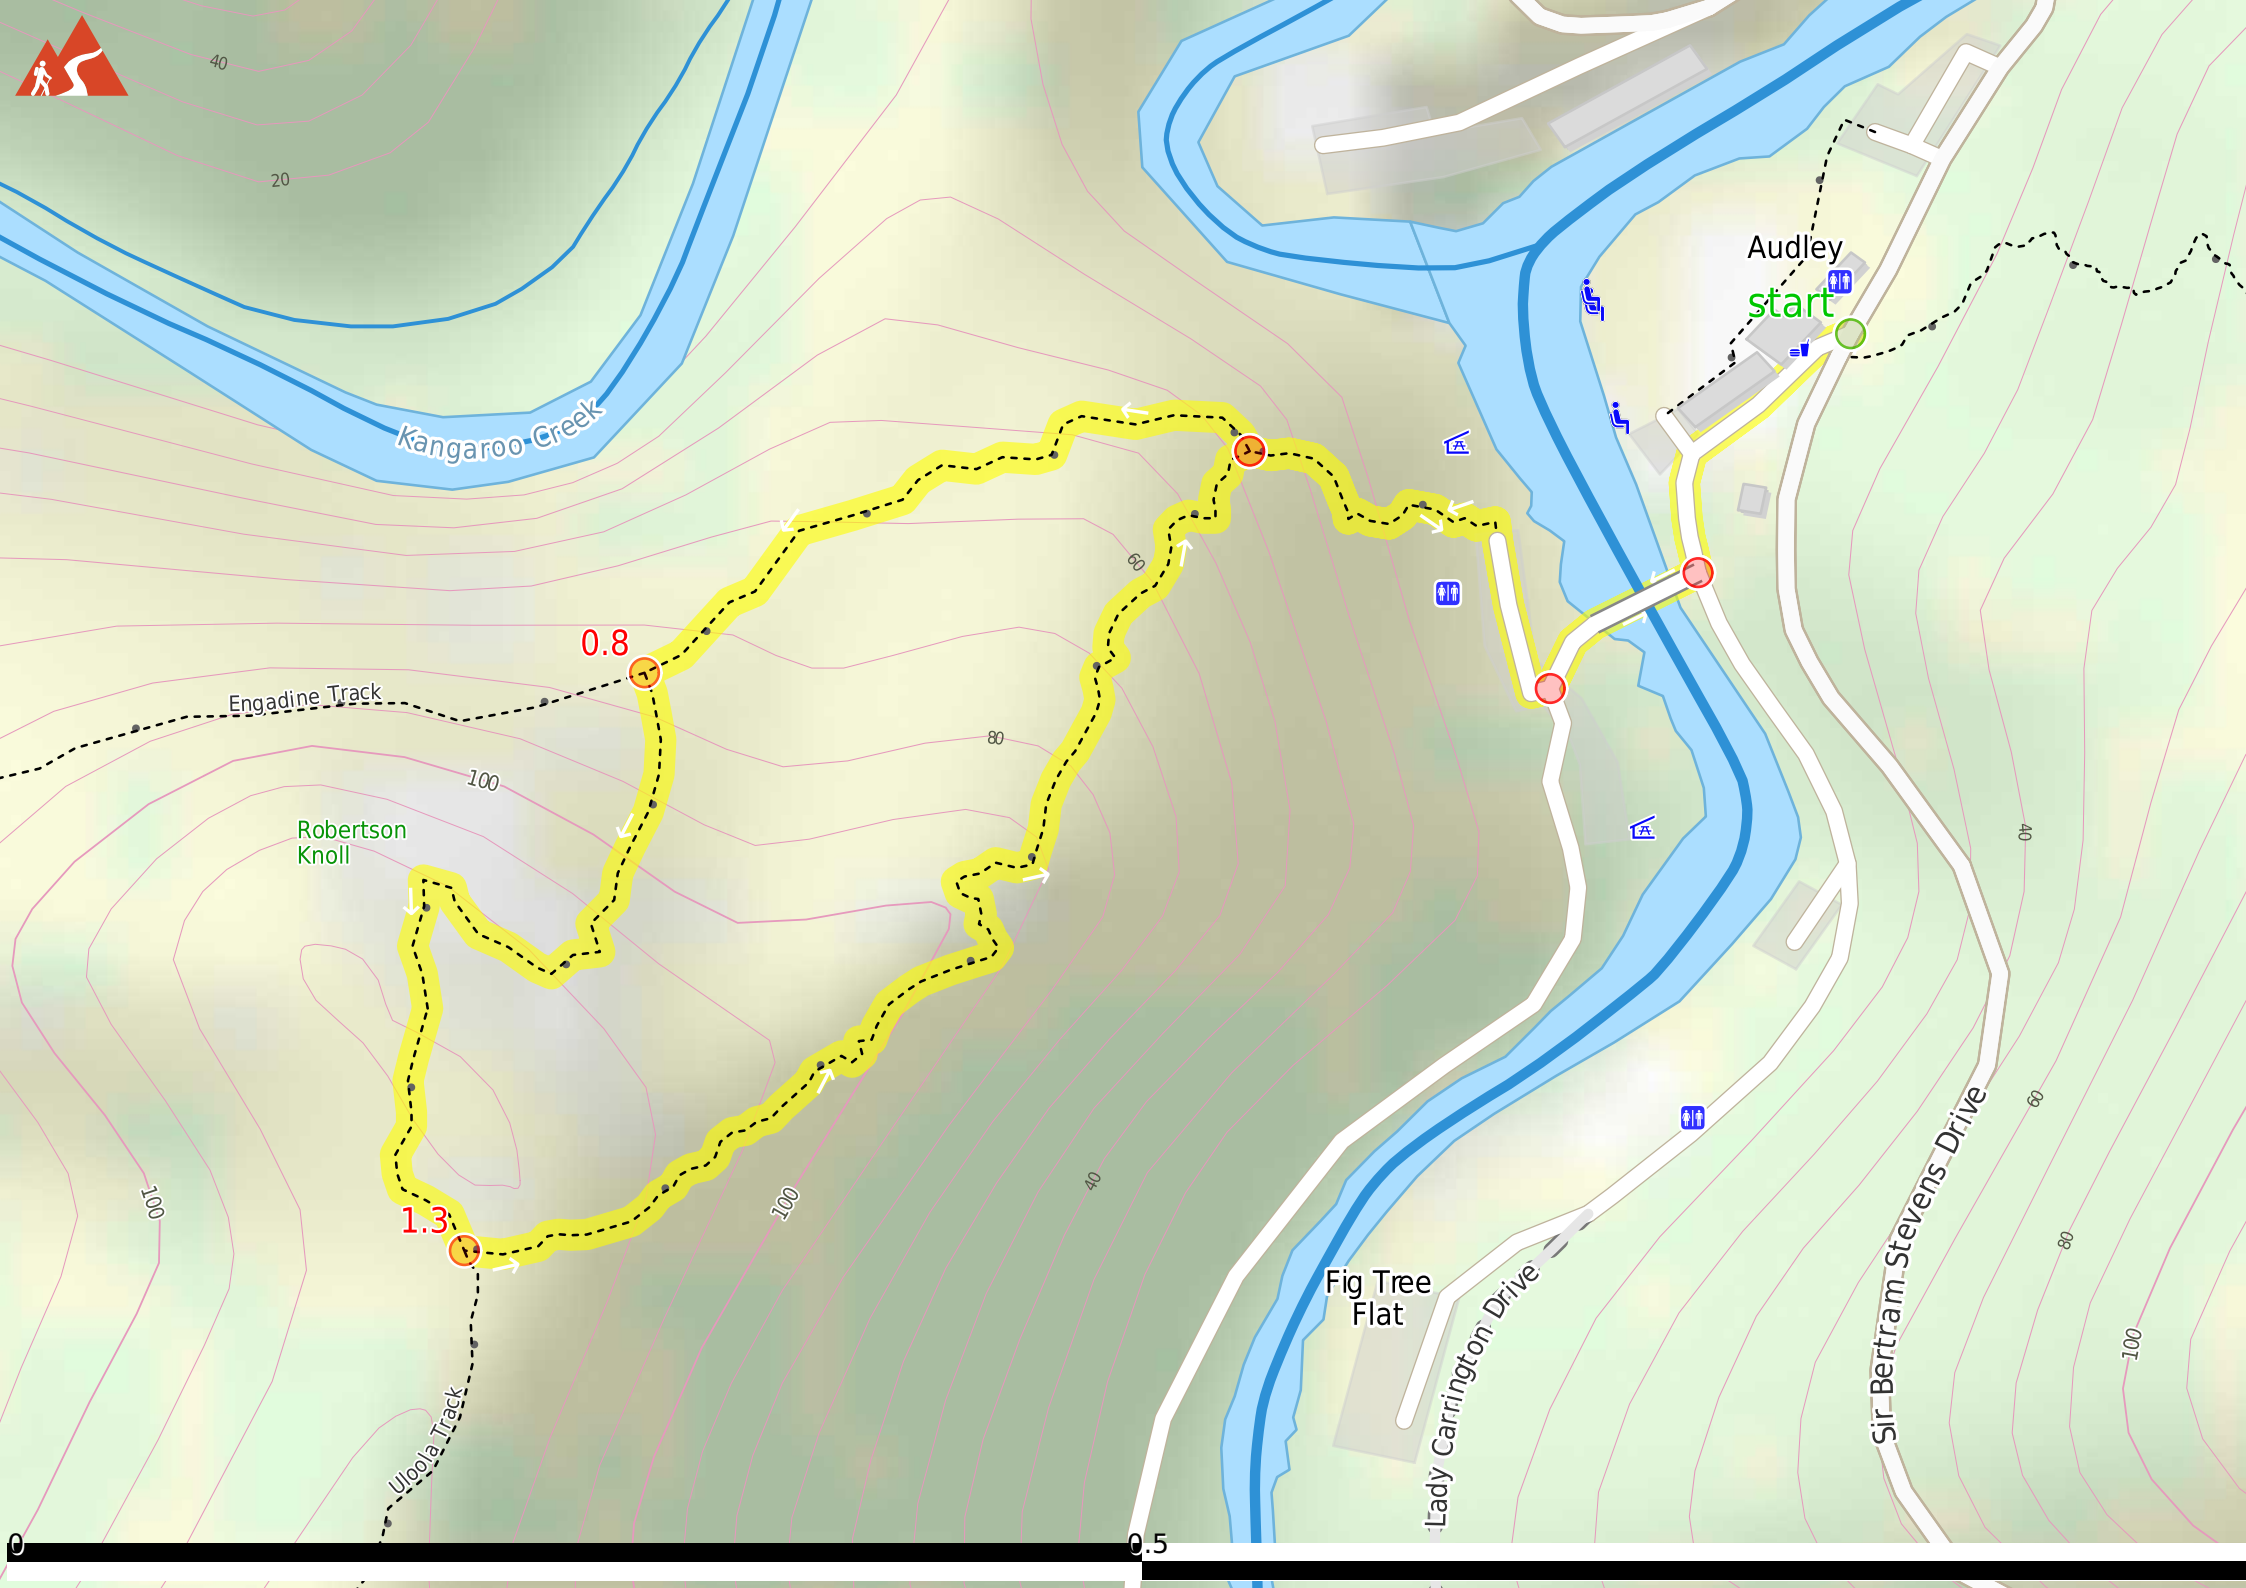 40
20
Audley
start
Kangaroo Creek
60
0.8
Engadine Track
80
100
40
Robertson
Knoll
60
100
40
100
1.3
80
Fig Tree
Flat
Lady Carrington Drive
Sir Bertram Stevens Drive
100
Uloola Track
0
0.5